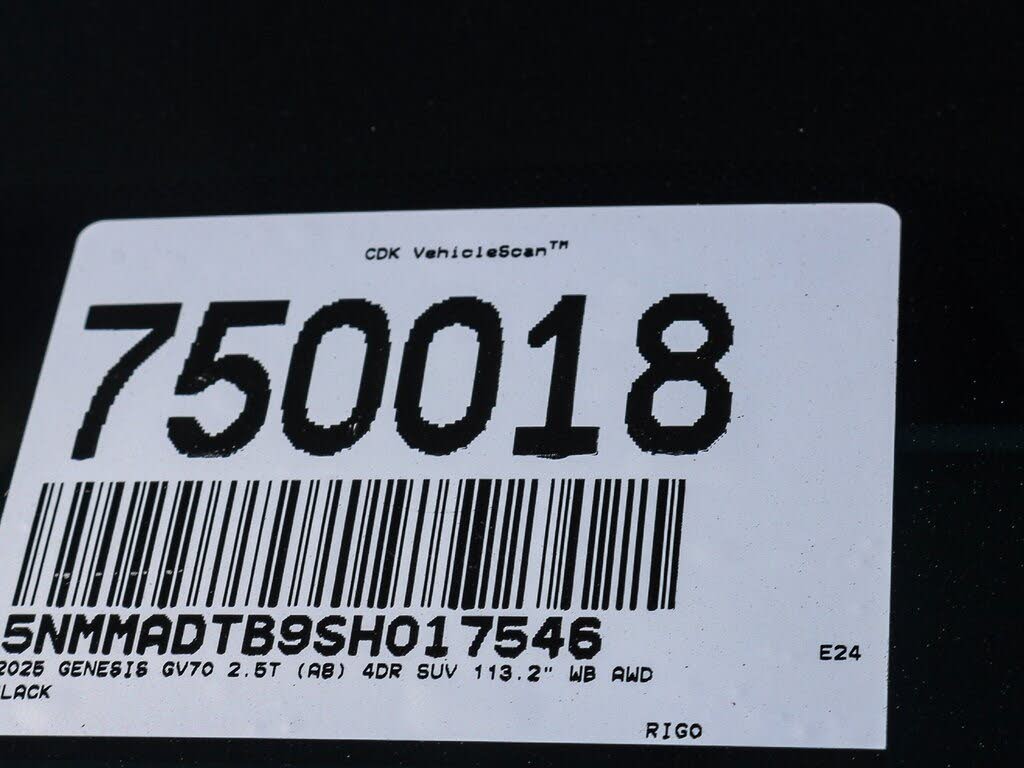 CDK VehicleScan™
750018
5NMMADTB9SH017546
2025 GENESIS GV70 2.5T (A8) 4DR SUV 113.2" WB AWD
E24
LACK
RIGO